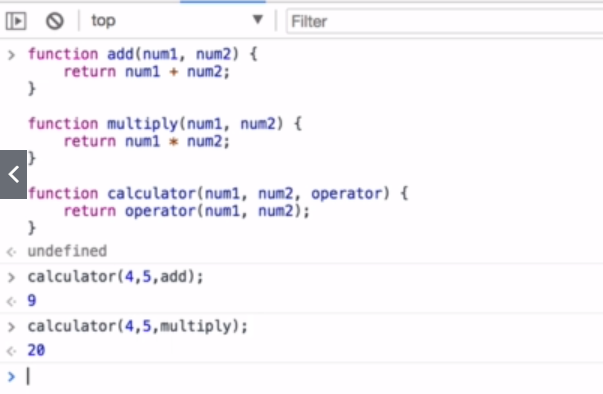 top
Filter
> function add(num1, num2) {
return num1 + num2;
}
function multiply(num1, num2) {
return num1 * num2;
}
function calculator(num1, num2, operator) {
return operator(num1, num2);
}
undefined
> calculator(4,5,add);
9
> calculator(4,5,multiply);
20
>